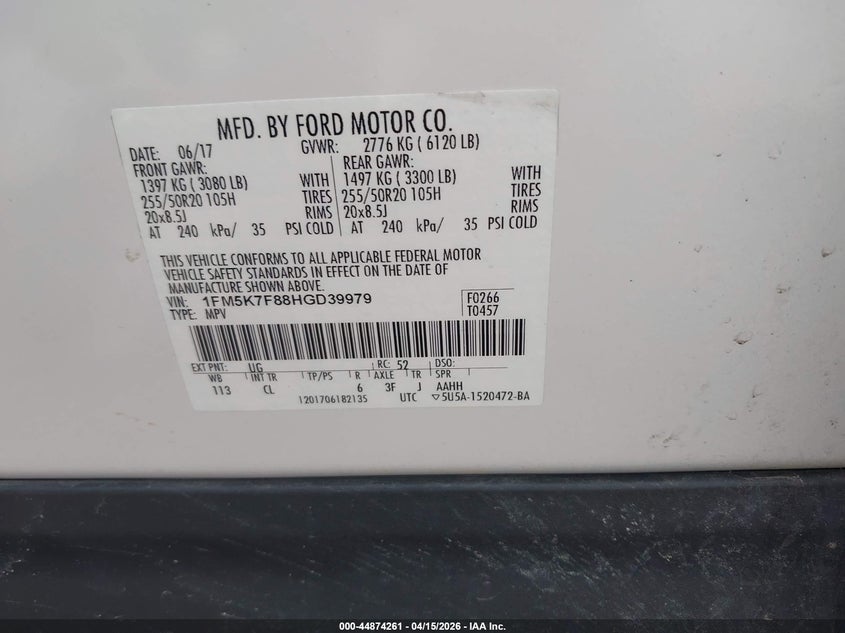 MFD. BY FORD MOTOR CO.
DATE: 06/17 GVWR: 2776 KG ( 6120 LB)
FRONT GAWR: REAR GAWR:
1397 KG ( 3080 LB) WITH 1497 KG ( 3300 LB) WITH
255/50R20 105H TIRES 255/50R20 105H TIRES
20x8.5J RIMS 20x8.5J RIMS
AT 240 kPa/ 35 PSI COLD AT 240 kPa/ 35 PSI COLD
THIS VEHICLE CONFORMS TO ALL APPLICABLE FEDERAL MOTOR
VEHICLE SAFETY STANDARDS IN EFFECT ON THE DATE OF
MANUFACTURE SHOWN ABOVE.
VIN: 1FM5K7F88HGD39979 F0266
TYPE: MPV T0457
EXT PNT: UG RC: 52 DSO:
WB INT TR TP/PS R AXLE TR SPR
113 CL 6 3F J AAHH
1201706182135 UTC ▽5U5A-1520472-BA
000-44874261 - 04/15/2026 - IAA Inc.